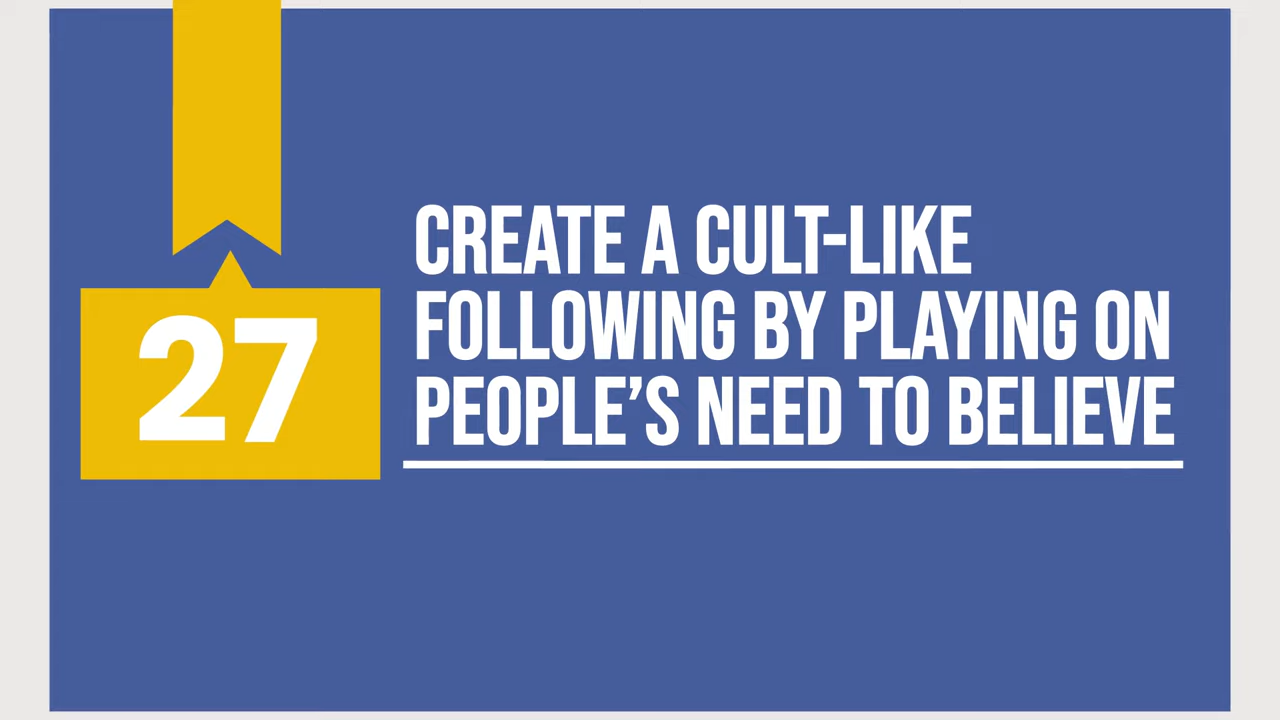 27
CREATE A CULT-LIKE
FOLLOWING BY PLAYING ON
PEOPLE’S NEED TO BELIEVE